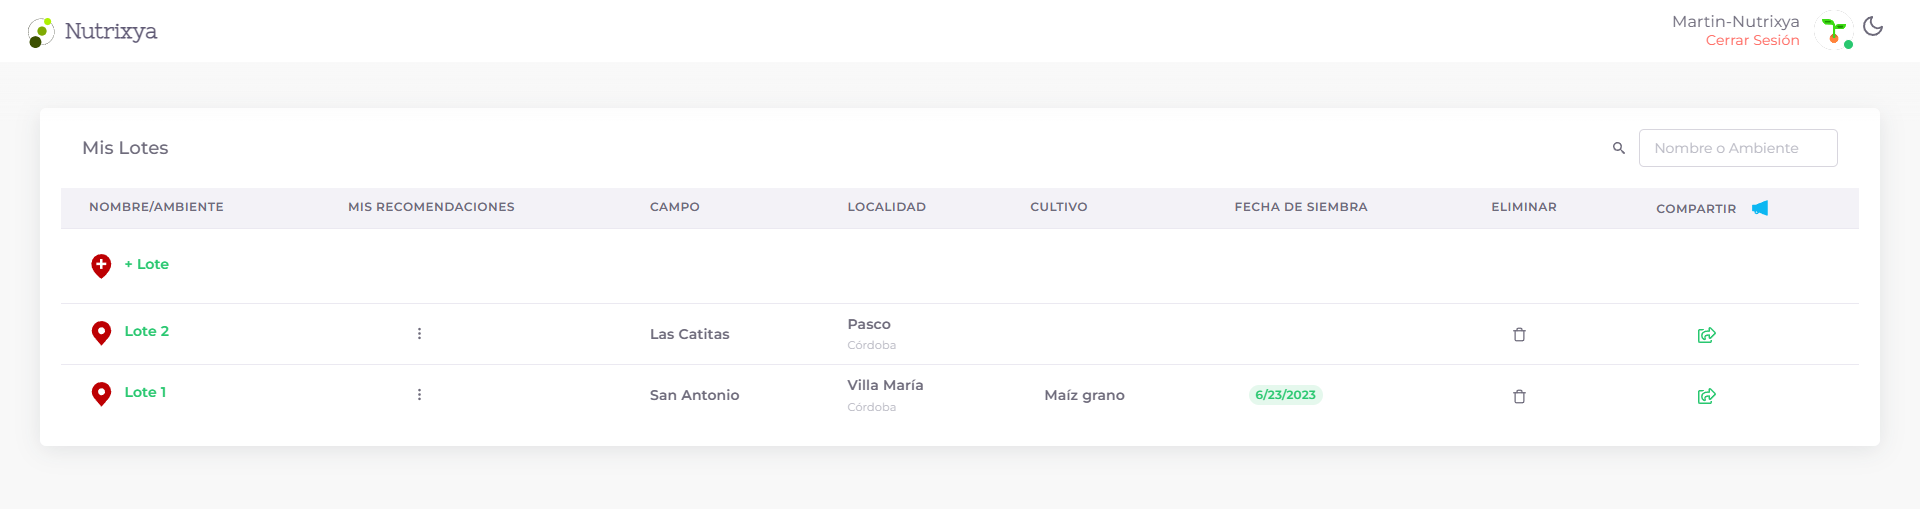 Nutrixya
Martin-Nutrixya
Cerrar Sesión
Mis Lotes
Nombre o Ambiente
NOMBRE/AMBIENTE MIS RECOMENDACIONES CAMPO LOCALIDAD CULTIVO FECHA DE SIEMBRA ELIMINAR COMPARTIR
+ Lote
Lote 2 Las Catitas Pasco
Córdoba
Lote 1 San Antonio Villa María Maíz grano 6/23/2023
Córdoba